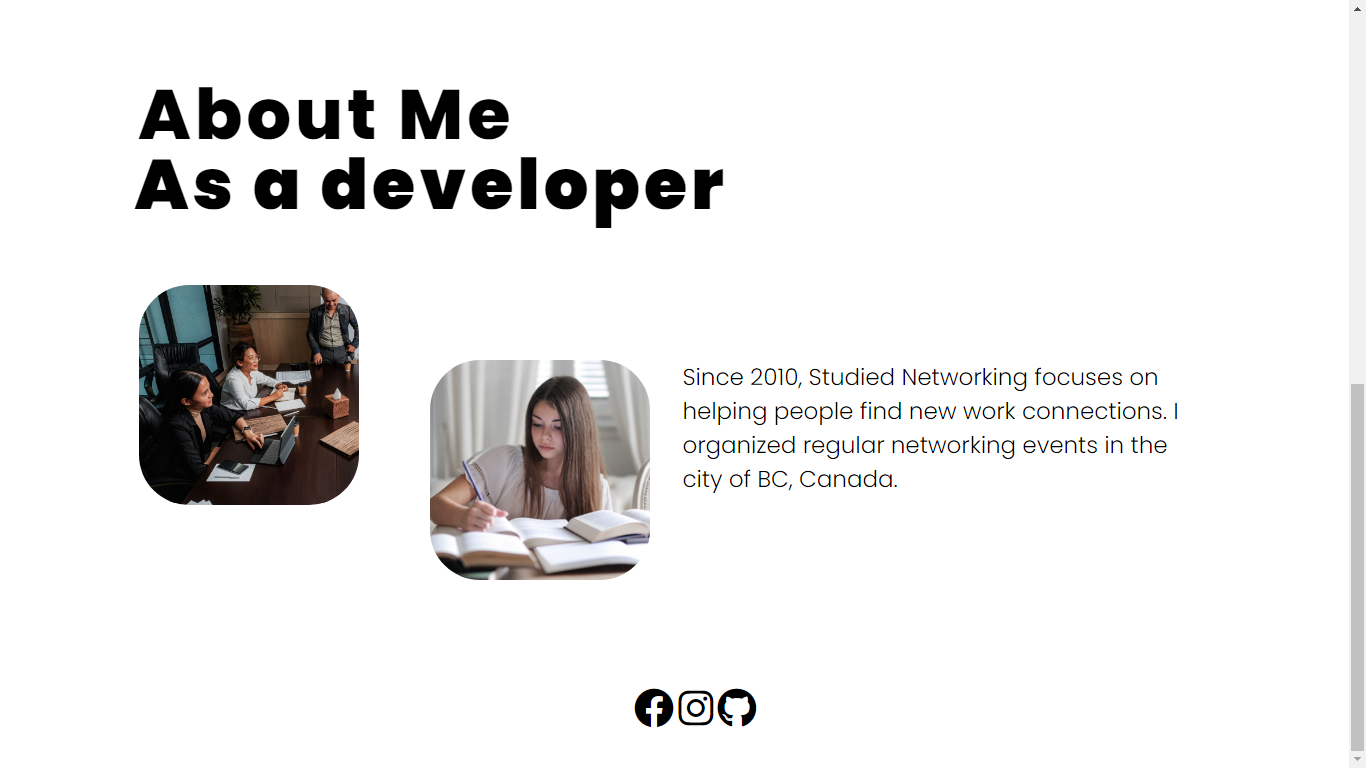 About Me
As a developer
Since 2010, Studied Networking focuses on
helping people find new work connections. I
organized regular networking events in the
city of BC, Canada.